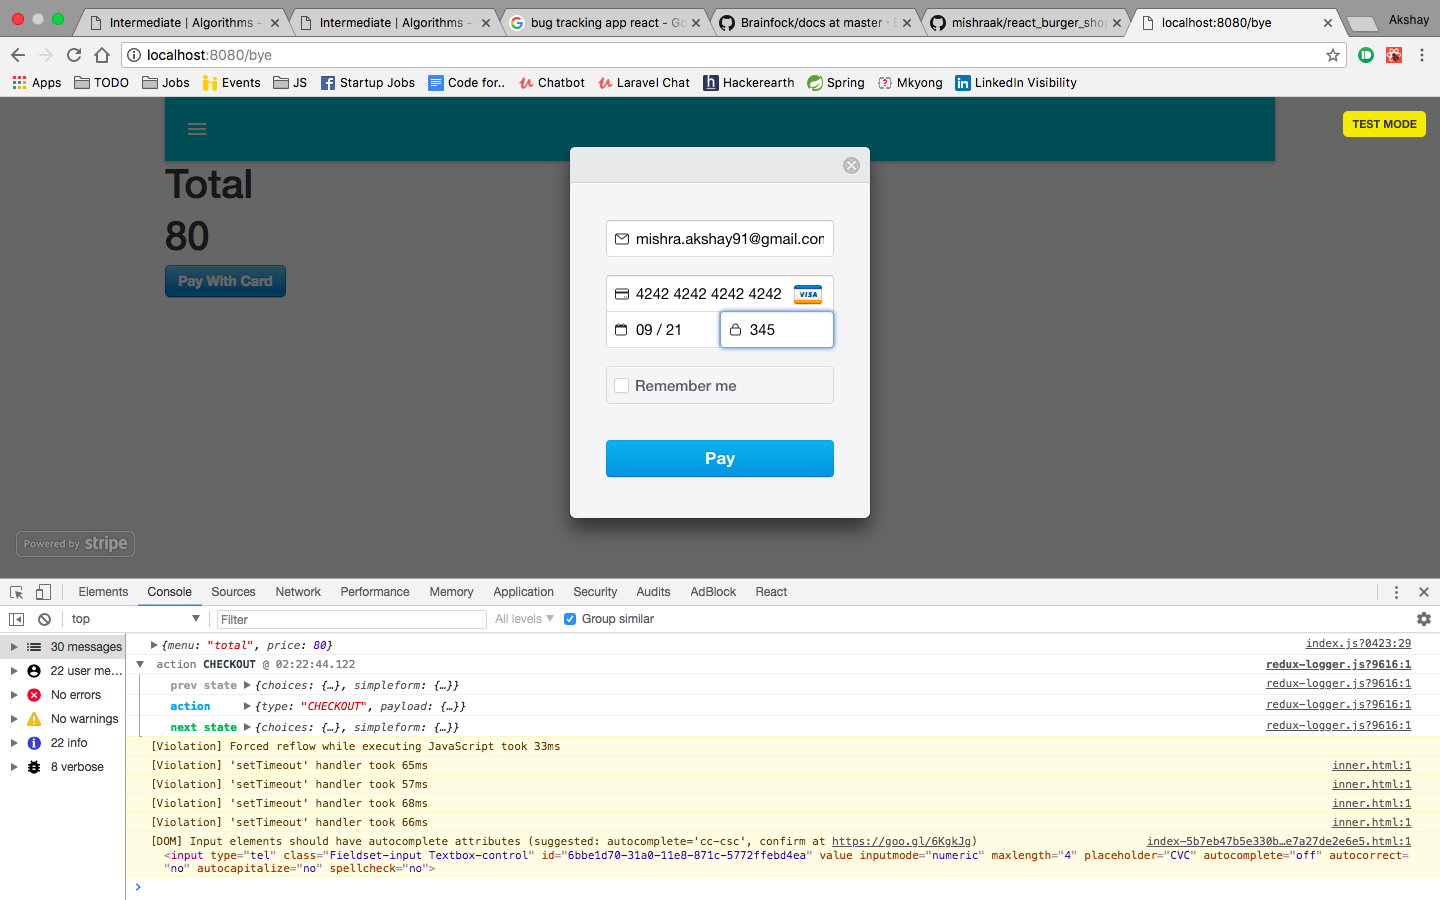 Intermediate | Algorithms -
Intermediate | Algorithms -
bug tracking app react - Go
Brainfock/docs at master · B
mishraak/react_burger_shop
localhost:8080/bye
Akshay
localhost:8080/bye
Apps
TODO
Jobs
Events
JS
Startup Jobs
Code for..
Chatbot
Laravel Chat
Hackerearth
Spring
Mkyong
LinkedIn Visibility
TEST MODE
Total
80
Pay With Card
mishra.akshay91@gmail.com
4242 4242 4242 4242
VISA
09 / 21
345
Remember me
Pay
Powered by stripe
Elements Console Sources Network Performance Memory Application Security Audits AdBlock React
top
Filter
All levels
Group similar
30 messages
22 user me...
No errors
No warnings
22 info
8 verbose
{menu: "total", price: 80} index.js?0423:29
action CHECKOUT @ 02:22:44.122 redux-logger.js?9616:1
prev state {choices: {…}, simpleform: {…}} redux-logger.js?9616:1
action {type: "CHECKOUT", payload: {…}} redux-logger.js?9616:1
next state {choices: {…}, simpleform: {…}} redux-logger.js?9616:1
[Violation] Forced reflow while executing JavaScript took 33ms
[Violation] 'setTimeout' handler took 65ms inner.html:1
[Violation] 'setTimeout' handler took 57ms inner.html:1
[Violation] 'setTimeout' handler took 68ms inner.html:1
[Violation] 'setTimeout' handler took 66ms inner.html:1
[DOM] Input elements should have autocomplete attributes (suggested: autocomplete='cc-csc', confirm at https://goo.gl/6KgkJg) index-5b7eb47b5e330b…e7a27de2e6e5.html:1
<input type="tel" class="Fieldset-input Textbox-control" id="6bbe1d70-31a0-11e8-871c-5772ffebd4ea" value inputmode="numeric" maxlength="4" placeholder="CVC" autocomplete="off" autocorrect=
"no" autocapitalize="no" spellcheck="no">